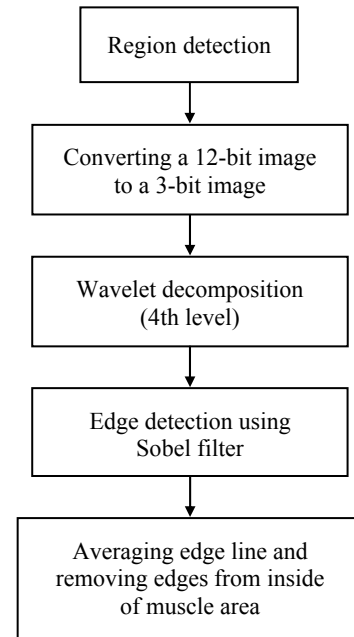 Region detection
Converting a 12-bit image
to a 3-bit image
Wavelet decomposition
(4th level)
Edge detection using
Sobel filter
Averaging edge line and
removing edges from inside
of muscle area